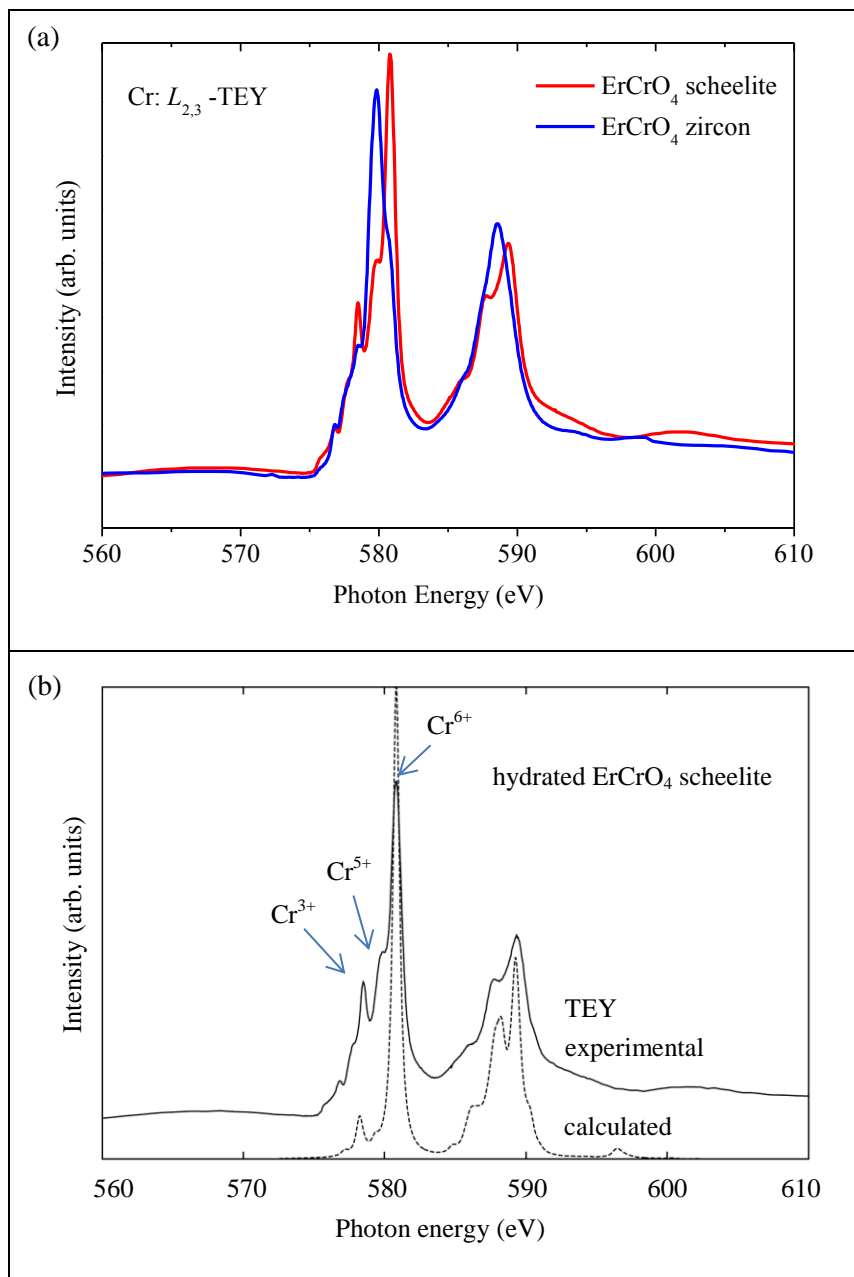 (a)
Cr: L2,3 -TEY
ErCrO4 scheelite
ErCrO4 zircon
Intensity (arb. units)
560 570 580 590 600 610
Photon Energy (eV)
(b)
Cr6+
hydrated ErCrO4 scheelite
Cr5+
Cr3+
Intensity (arb. units)
TEY
experimental
calculated
560 570 580 590 600 610
Photon energy (eV)